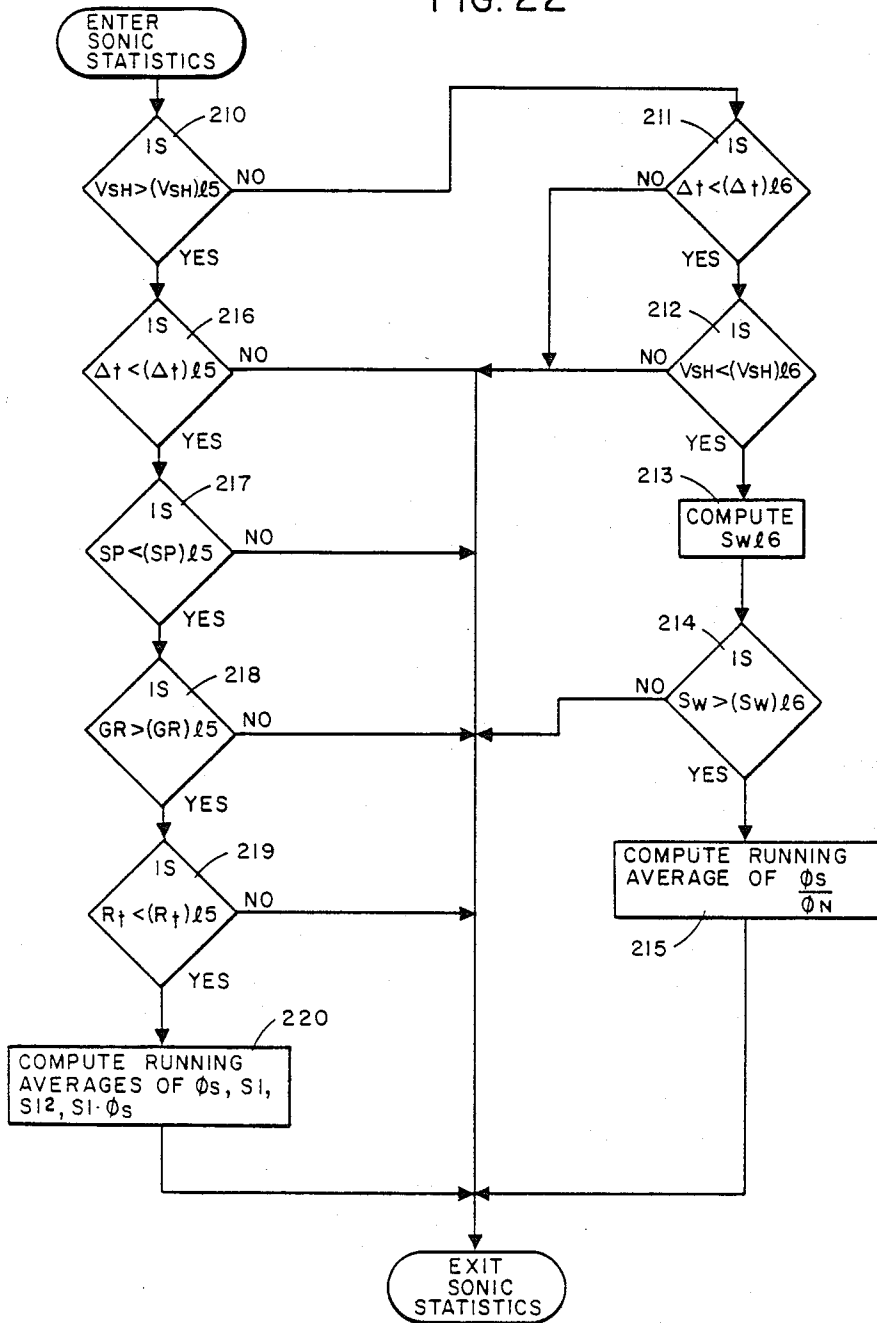 FIG. 22
ENTER
SONIC
STATISTICS
210
IS
VSH>(VSH)ℓ5
NO
YES
211
IS
Δt<(Δt)ℓ6
NO
YES
216
IS
Δt<(Δt)ℓ5
NO
YES
212
IS
VSH<(VSH)ℓ6
NO
YES
217
IS
SP<(SP)ℓ5
NO
YES
213
COMPUTE
Swℓ6
218
IS
GR>(GR)ℓ5
NO
YES
214
IS
Sw>(Sw)ℓ6
NO
YES
219
IS
Rt<(Rt)ℓ5
NO
YES
COMPUTE RUNNING
AVERAGE OF ϕS
ϕN
215
220
COMPUTE RUNNING
AVERAGES OF ϕs, SI,
SI², SI·ϕs
EXIT
SONIC
STATISTICS